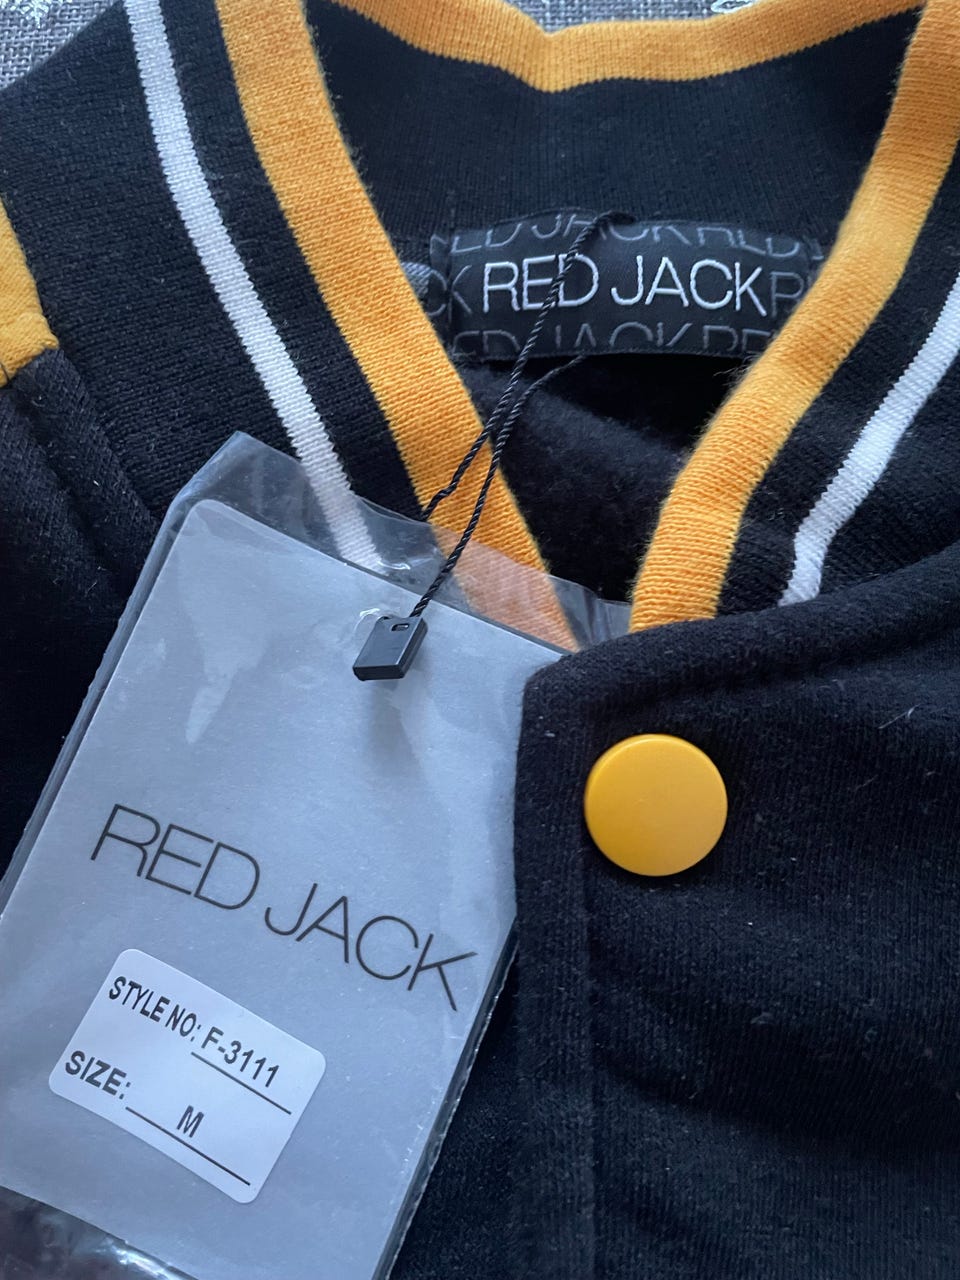 RED JACK
RED JACK
STYLE NO: F-3111
SIZE: M